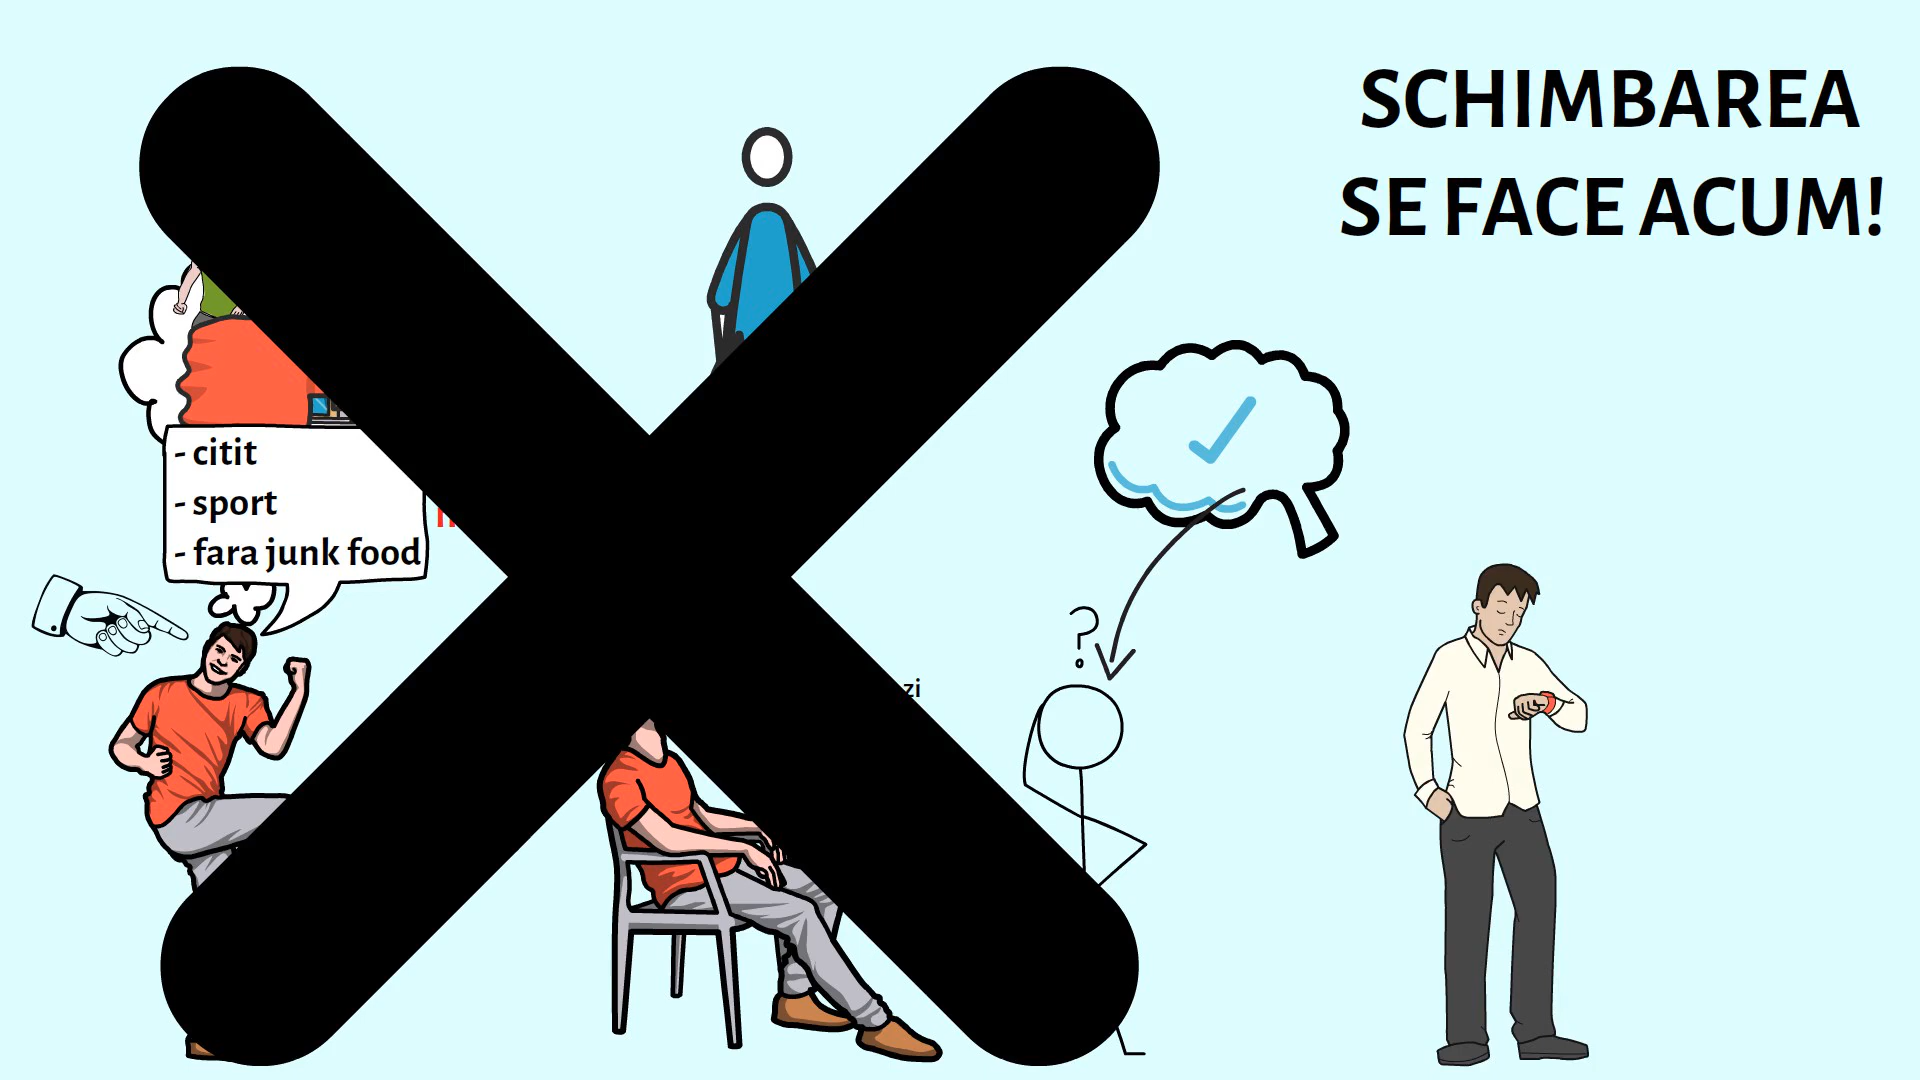 SCHIMBAREA
SE FACE ACUM!
- citit
- sport
- fara junk food
?